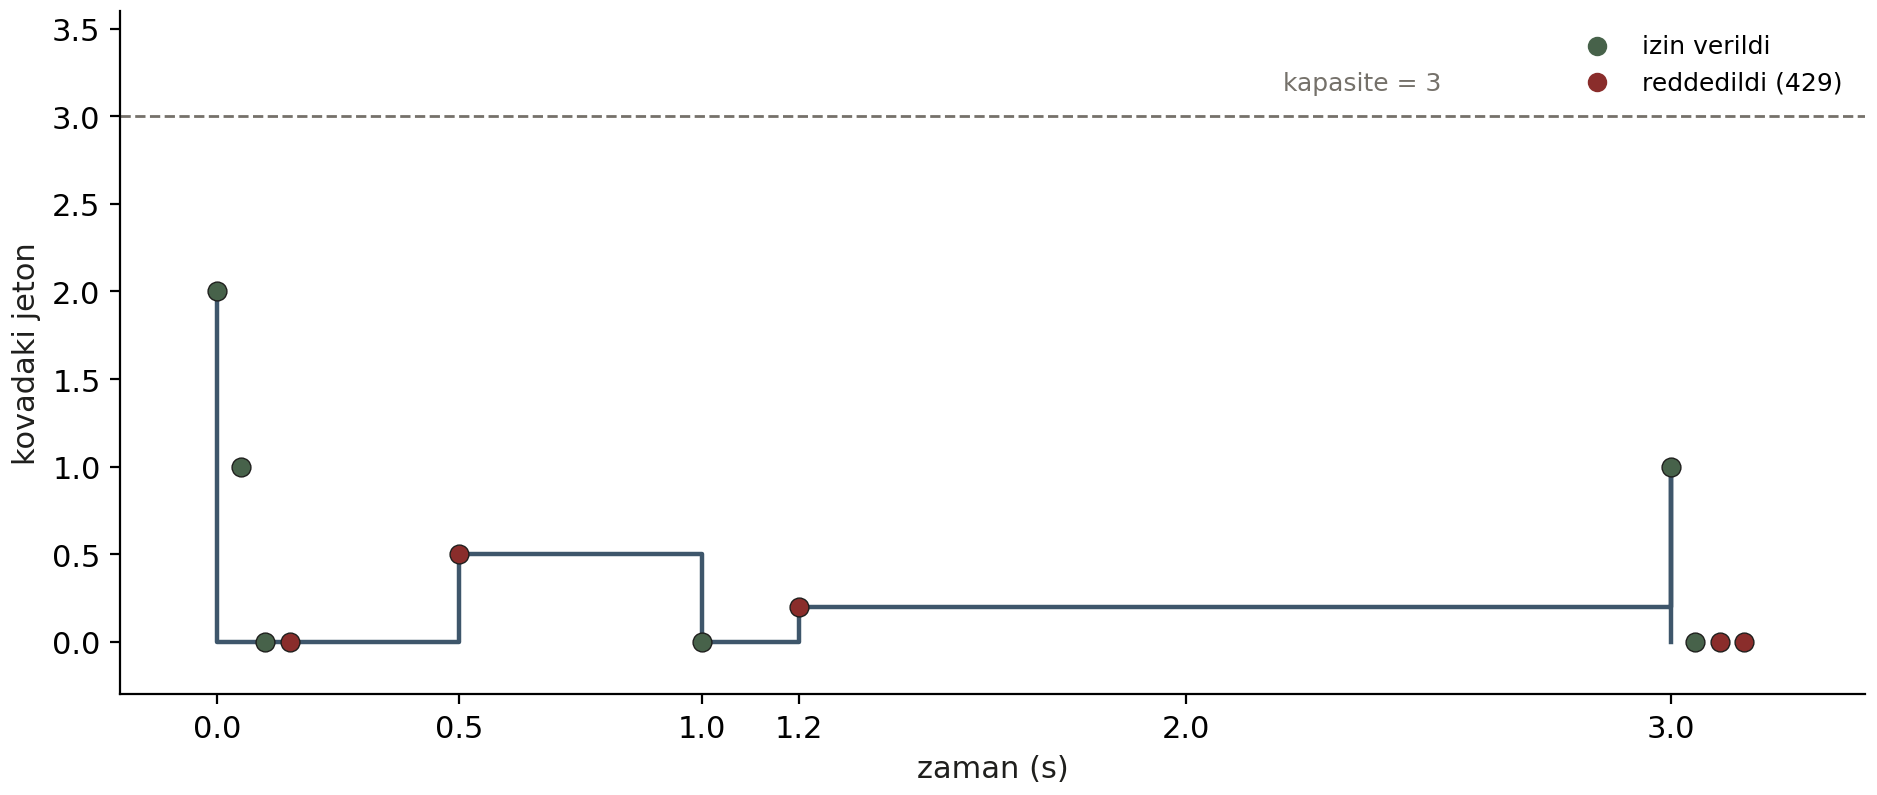 3.5
3.0
2.5
2.0
1.5
1.0
0.5
0.0
kovadaki jeton
kapasite = 3
izin verildi
reddedildi (429)
0.0 0.5 1.0 1.2 2.0 3.0
zaman (s)